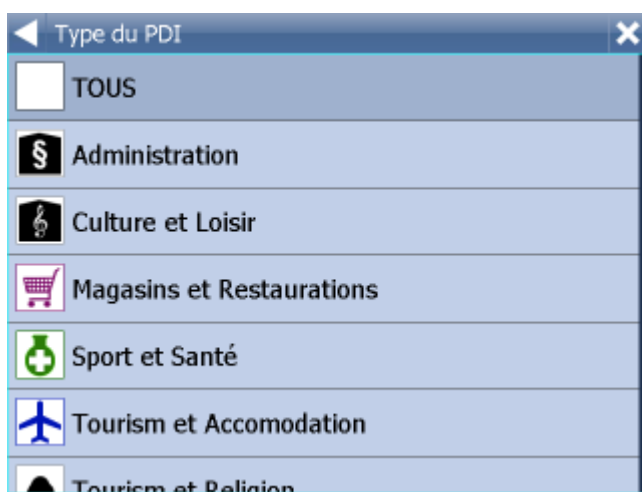 Type du PDI
TOUS
§ Administration
Culture et Loisir
Magasins et Restaurations
Sport et Santé
Tourism et Accomodation
Tourism et Religion